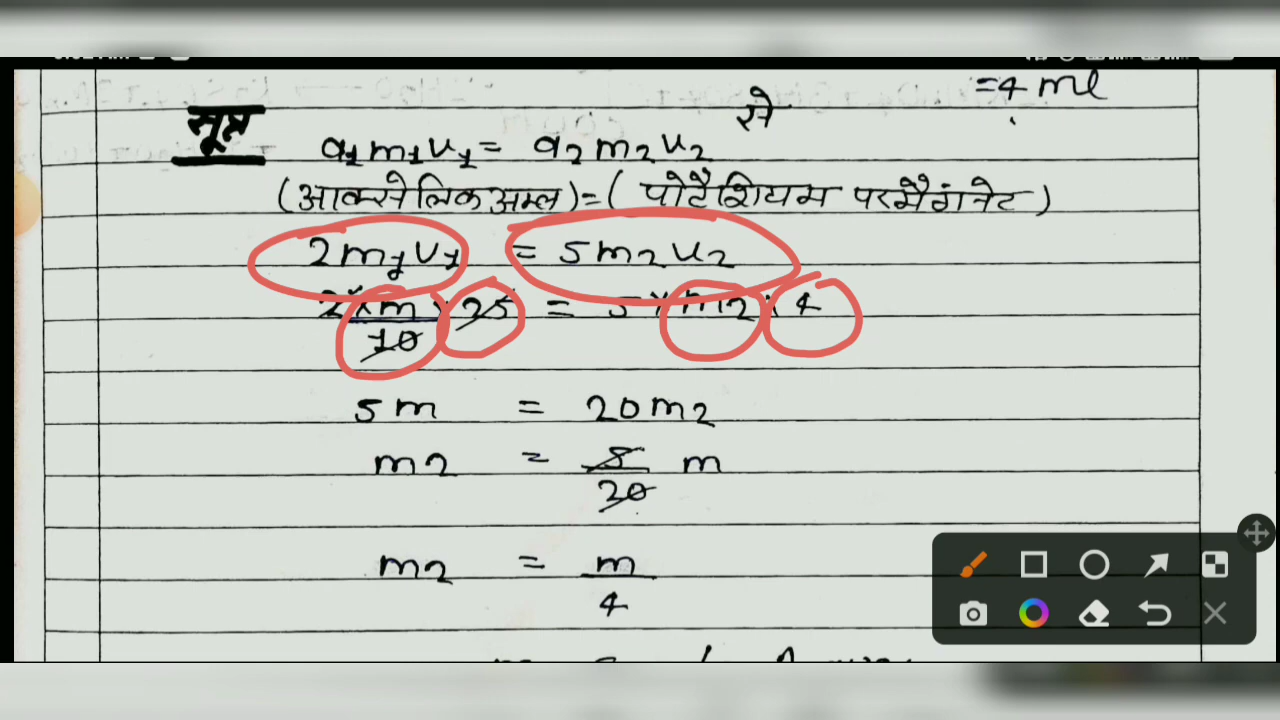 =4 ml
सूत्र
से
a1m1v1 = a2m2v2
(आक्सेलिक अम्ल) = ( पोटैशियम परमैगंनेट )
2m1v1 = 5m2v2
2 × m/10 × 25 = 5 × m2 × 4
5m = 20m2
m2 = 5/20 m
m2 = m/4